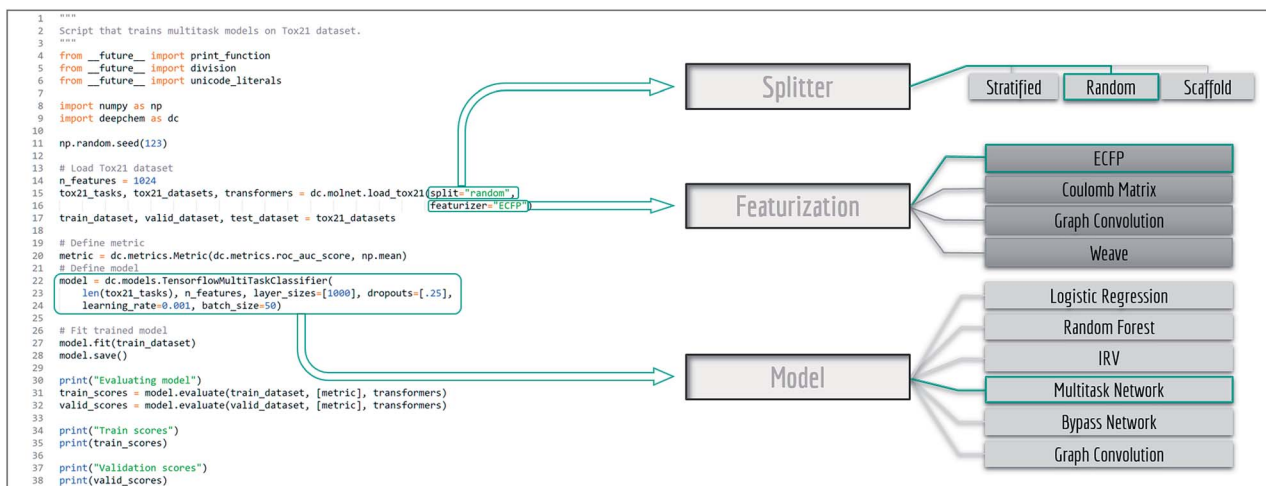 1 """
2 Script that trains multitask models on Tox21 dataset.
3 """
4 from __future__ import print_function
5 from __future__ import division
6 from __future__ import unicode_literals
7
8 import numpy as np
9 import deepchem as dc
10
11 np.random.seed(123)
12
13 # Load Tox21 dataset
14 n_features = 1024
15 tox21_tasks, tox21_datasets, transformers = dc.molnet.load_tox21(split="random",
16 featurizer="ECFP")
17 train_dataset, valid_dataset, test_dataset = tox21_datasets
18
19 # Define metric
20 metric = dc.metrics.Metric(dc.metrics.roc_auc_score, np.mean)
21 # Define model
22 model = dc.models.TensorflowMultiTaskClassifier(
23 len(tox21_tasks), n_features, layer_sizes=[1000], dropouts=[.25],
24 learning_rate=0.001, batch_size=50)
25
26 # Fit trained model
27 model.fit(train_dataset)
28 model.save()
29
30 print("Evaluating model")
31 train_scores = model.evaluate(train_dataset, [metric], transformers)
32 valid_scores = model.evaluate(valid_dataset, [metric], transformers)
33
34 print("Train scores")
35 print(train_scores)
36
37 print("Validation scores")
38 print(valid_scores)
Splitter
Stratified
Random
Scaffold
Featurization
ECFP
Coulomb Matrix
Graph Convolution
Weave
Model
Logistic Regression
Random Forest
IRV
Multitask Network
Bypass Network
Graph Convolution